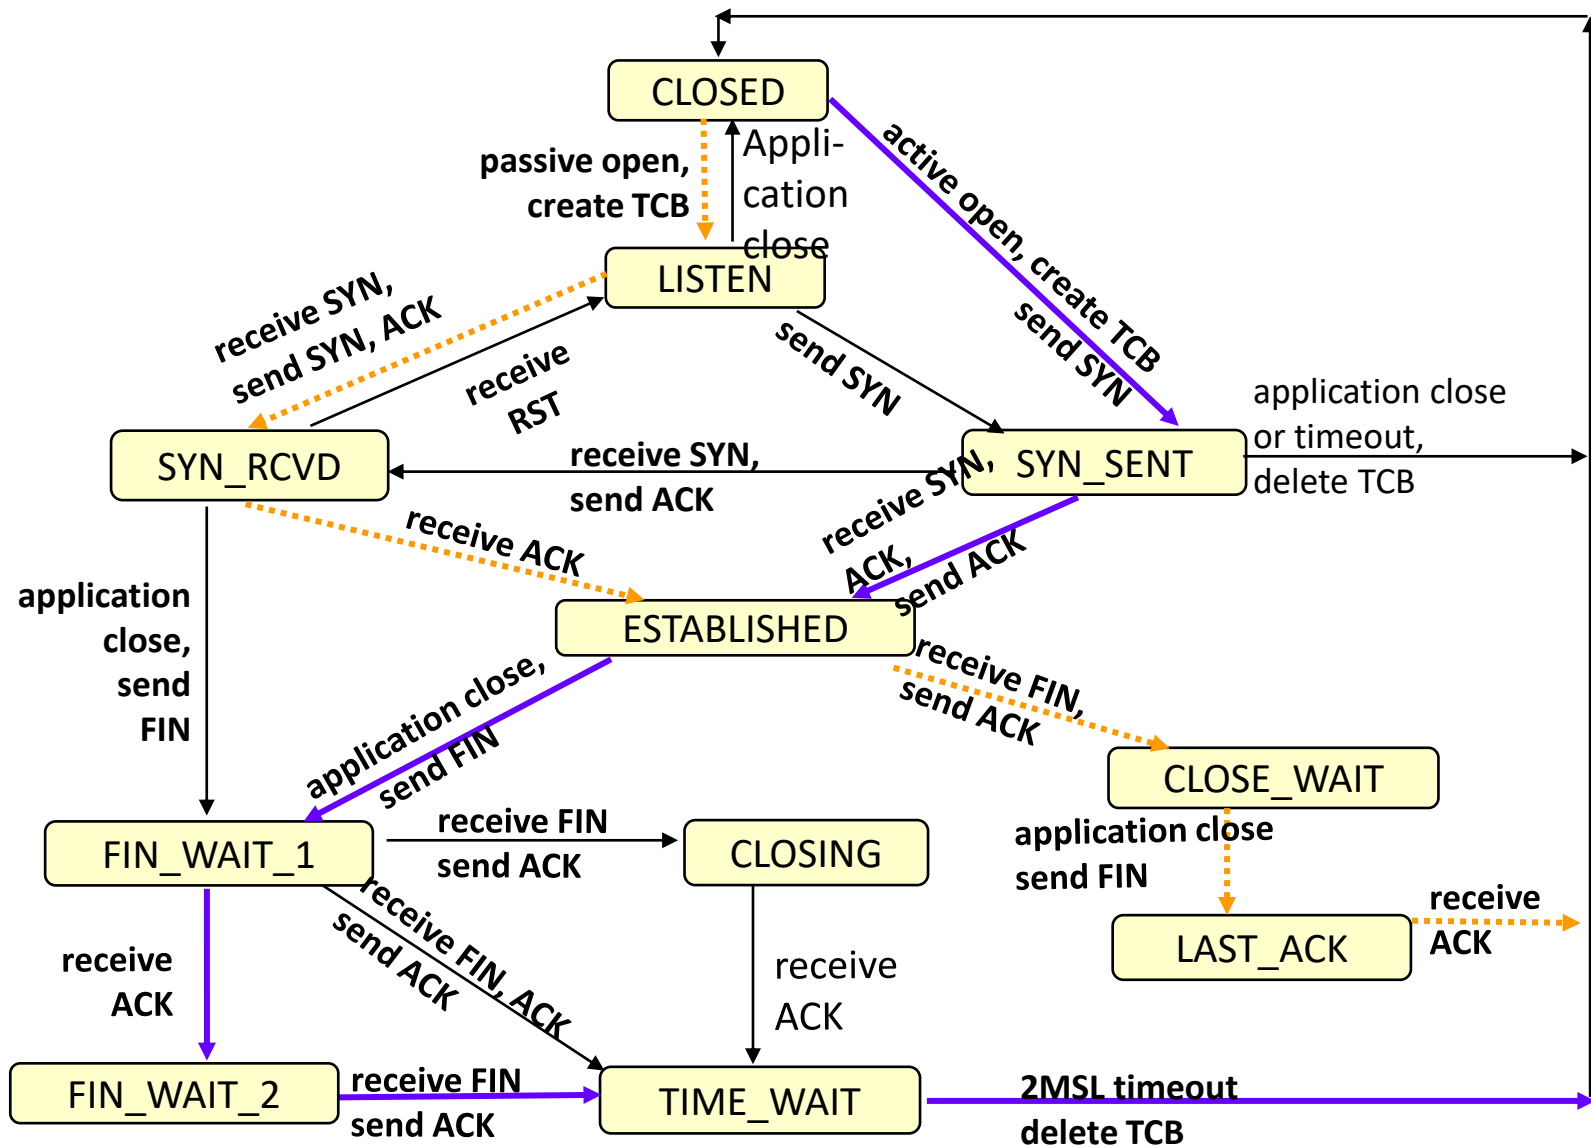 CLOSED
passive open,
create TCB
Appli-
cation
close
active open, create TCB
send SYN
LISTEN
receive SYN,
send SYN, ACK
receive
RST
send SYN
application close
or timeout,
delete TCB
SYN_RCVD
receive SYN,
send ACK
SYN_SENT
receive ACK
receive SYN,
ACK,
send ACK
application
close,
send
FIN
ESTABLISHED
application close,
send FIN
receive FIN,
send ACK
CLOSE_WAIT
FIN_WAIT_1
receive FIN
send ACK
CLOSING
application close
send FIN
receive FIN, ACK
send ACK
LAST_ACK
receive
ACK
receive
ACK
receive
ACK
FIN_WAIT_2
receive FIN
send ACK
TIME_WAIT
2MSL timeout
delete TCB